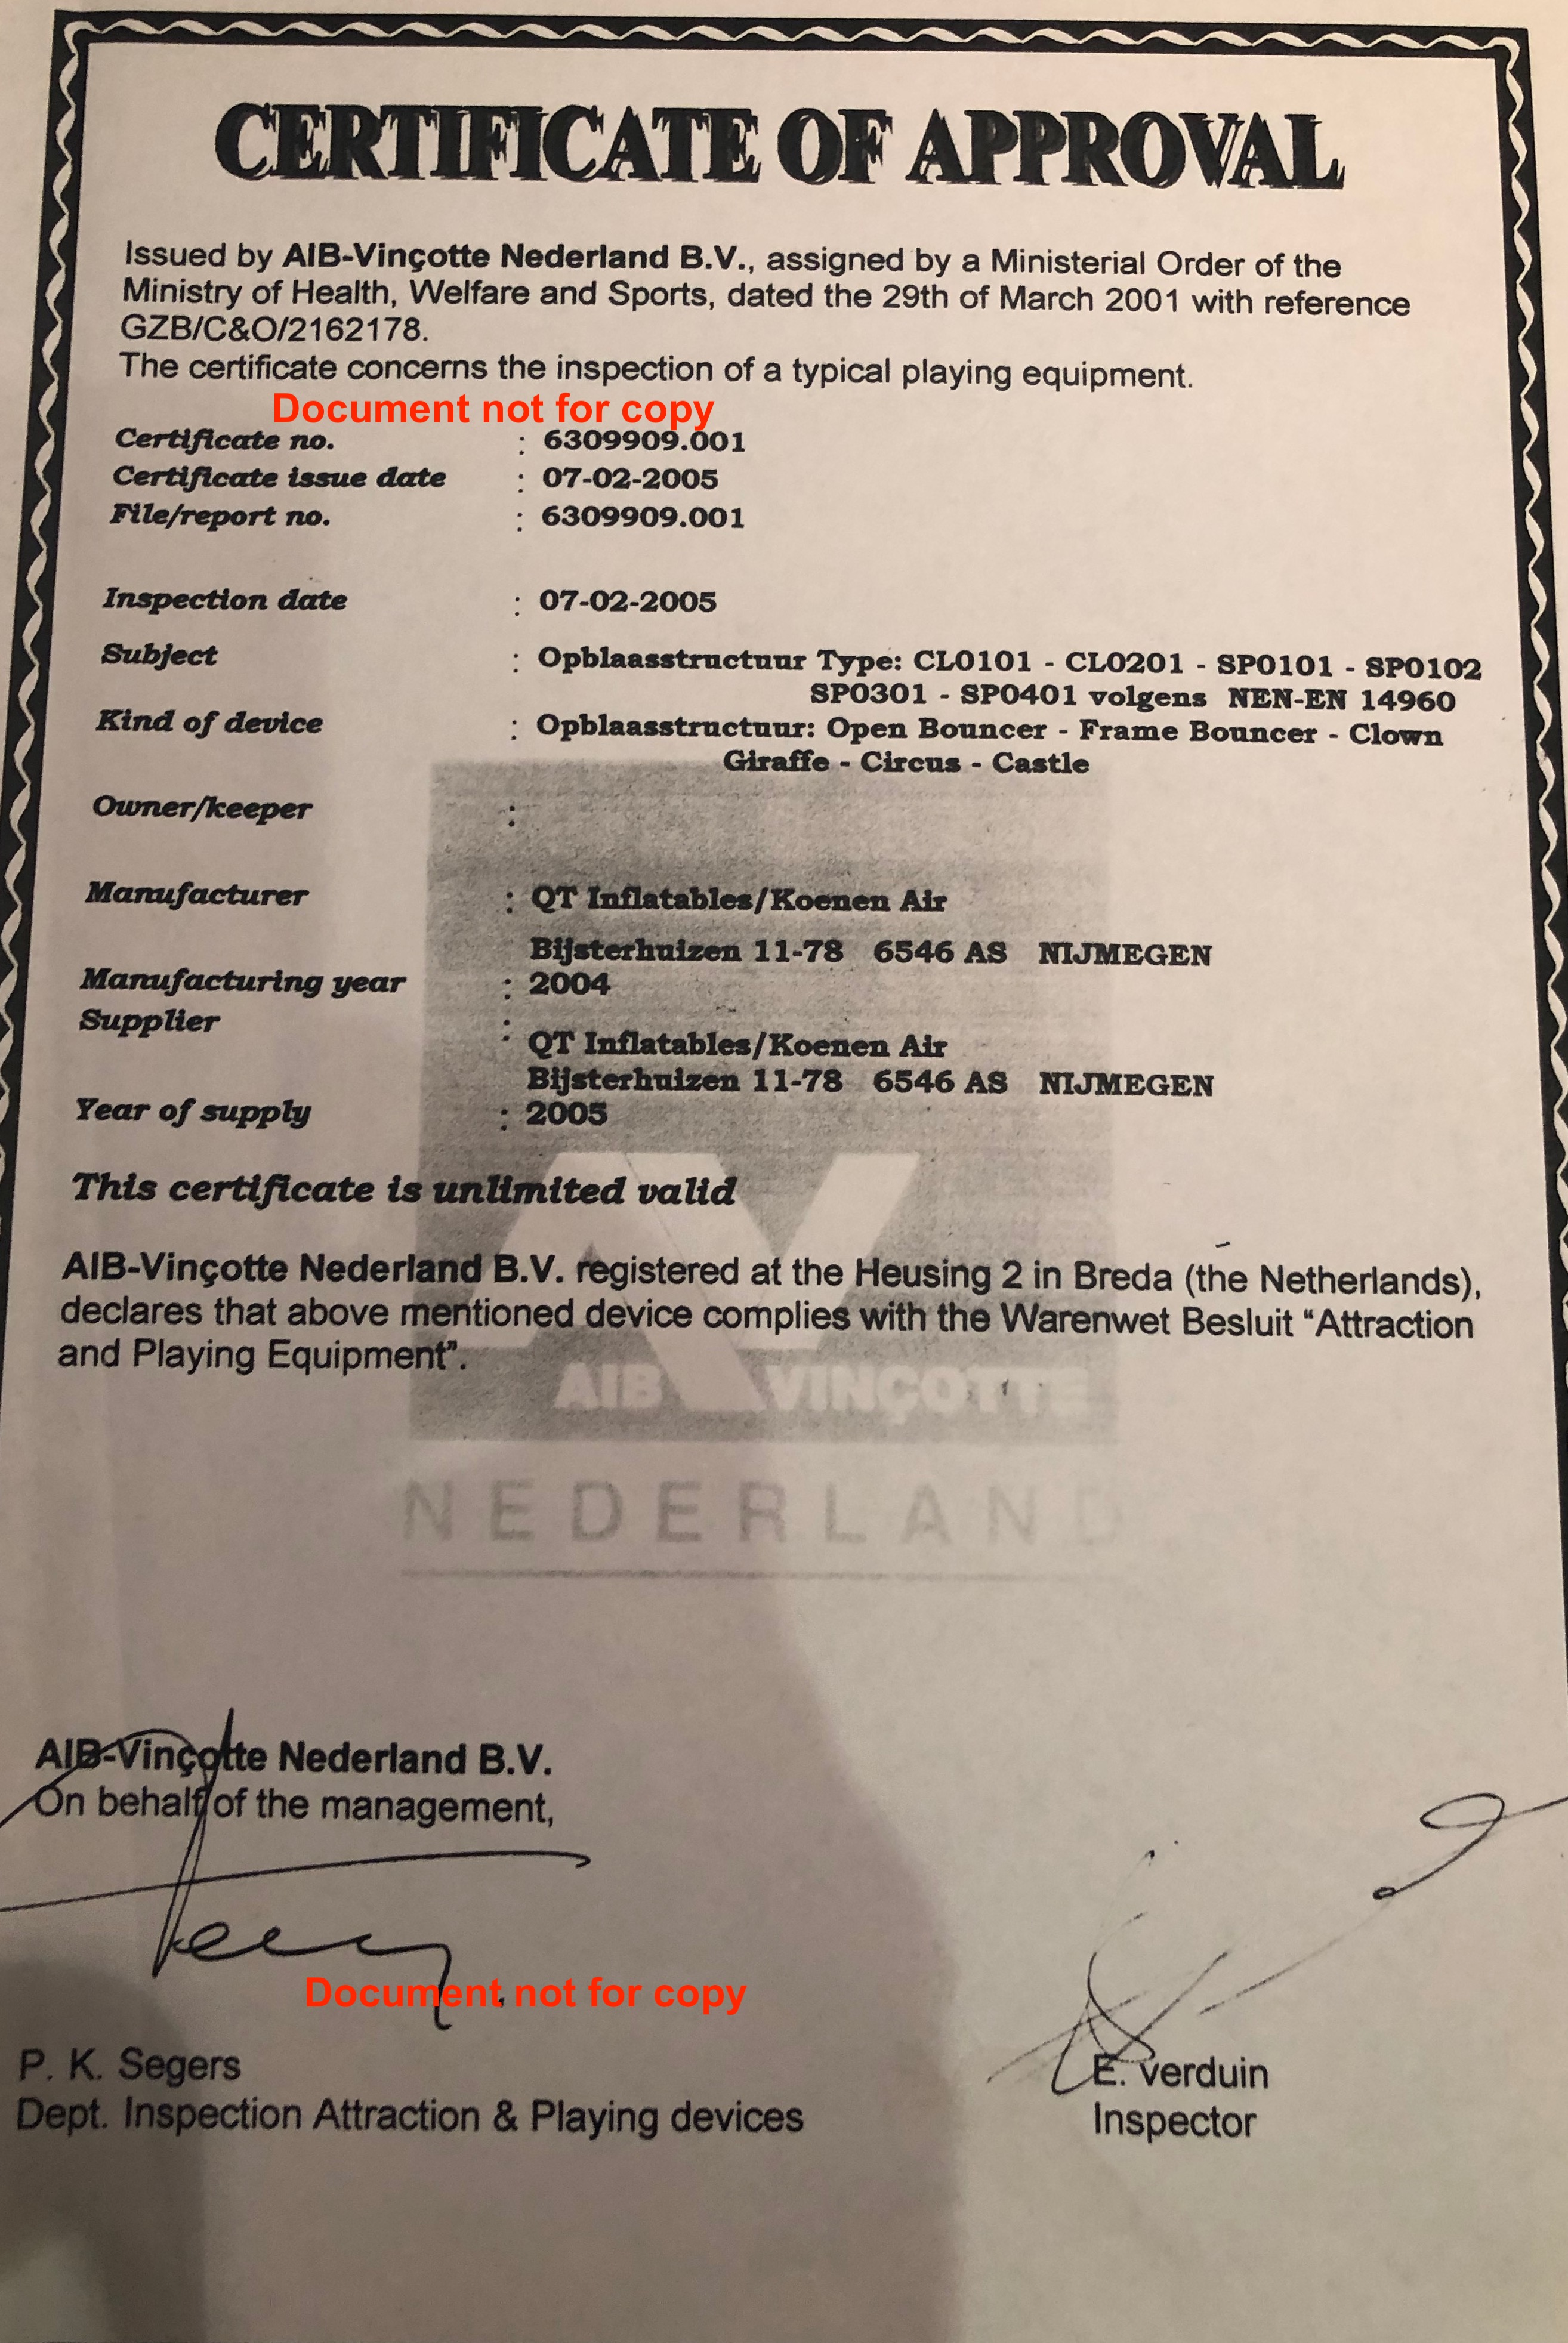 CERTIFICATE OF APPROVAL
Issued by AIB-Vinçotte Nederland B.V., assigned by a Ministerial Order of the
Ministry of Health, Welfare and Sports, dated the 29th of March 2001 with reference
GZB/C&O/2162178.
The certificate concerns the inspection of a typical playing equipment.
Document not for copy
Certificate no. : 6309909.001
Certificate issue date : 07-02-2005
File/report no. : 6309909.001
Inspection date : 07-02-2005
Subject : Opblaasstructuur Type: CL0101 - CL0201 - SP0101 - SP0102
SP0301 - SP0401 volgens NEN-EN 14960
Kind of device : Opblaasstructuur: Open Bouncer - Frame Bouncer - Clown
Giraffe - Circus - Castle
Owner/keeper :
Manufacturer : QT Inflatables/Koenen Air
Bijsterhuizen 11-78 6546 AS NIJMEGEN
Manufacturing year : 2004
Supplier :
QT Inflatables/Koenen Air
Bijsterhuizen 11-78 6546 AS NIJMEGEN
Year of supply : 2005
This certificate is unlimited valid
AIB-Vinçotte Nederland B.V. registered at the Heusing 2 in Breda (the Netherlands),
declares that above mentioned device complies with the Warenwet Besluit “Attraction
and Playing Equipment”.
AIB VINÇOTTE
NEDERLAND
AIB-Vinçotte Nederland B.V.
On behalf of the management,
Document not for copy
P. K. Segers
Dept. Inspection Attraction & Playing devices
E. verduin
Inspector